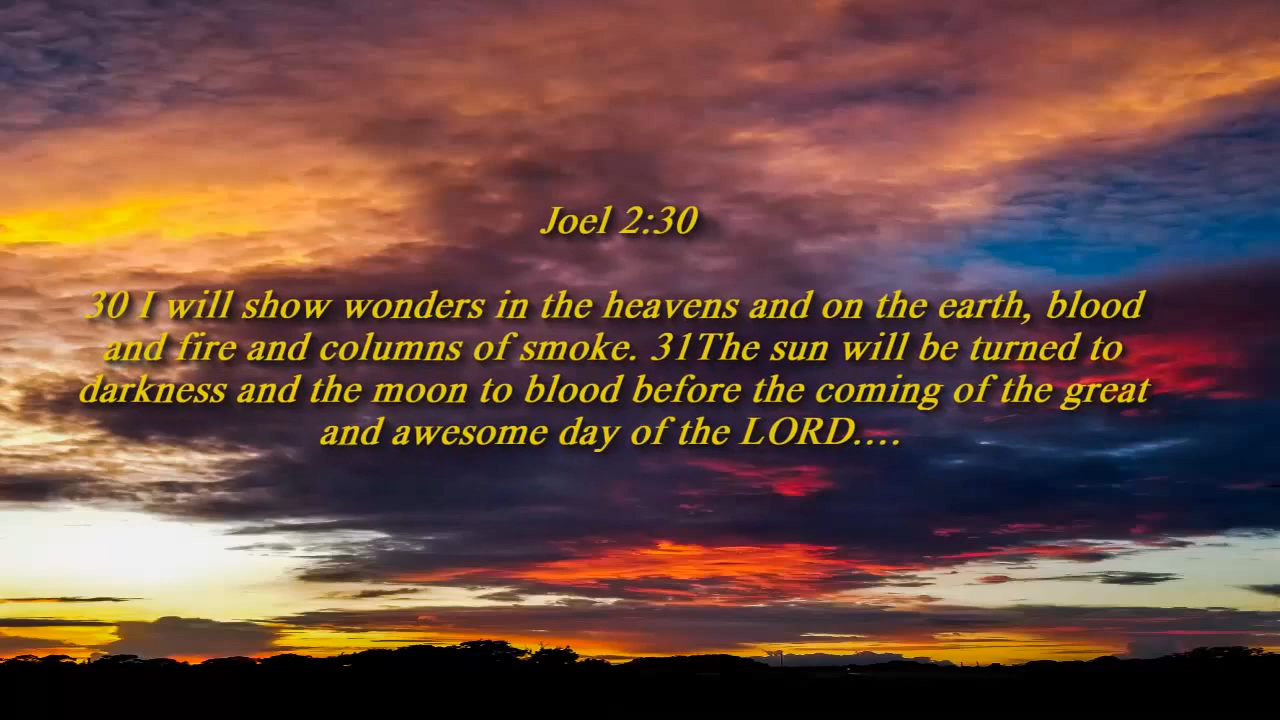 Joel 2:30
30 I will show wonders in the heavens and on the earth, blood
and fire and columns of smoke. 31The sun will be turned to
darkness and the moon to blood before the coming of the great
and awesome day of the LORD....